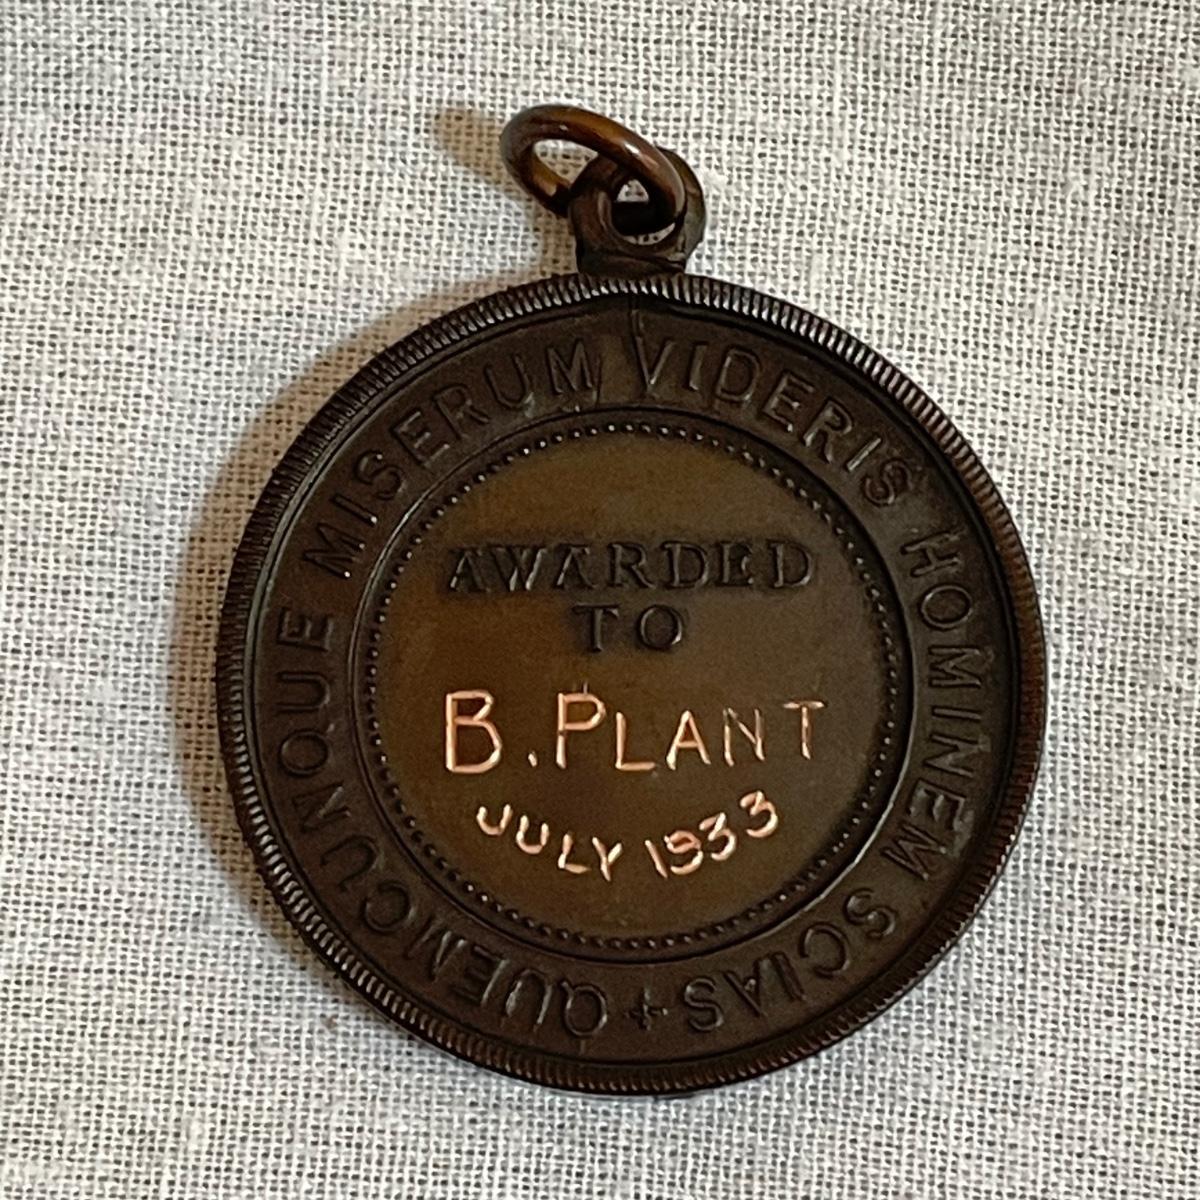 QUEMCUNQUE MISERUM VIDERIS HOMINEM SCIAS +
AWARDED
TO
B. PLANT
JULY 1933